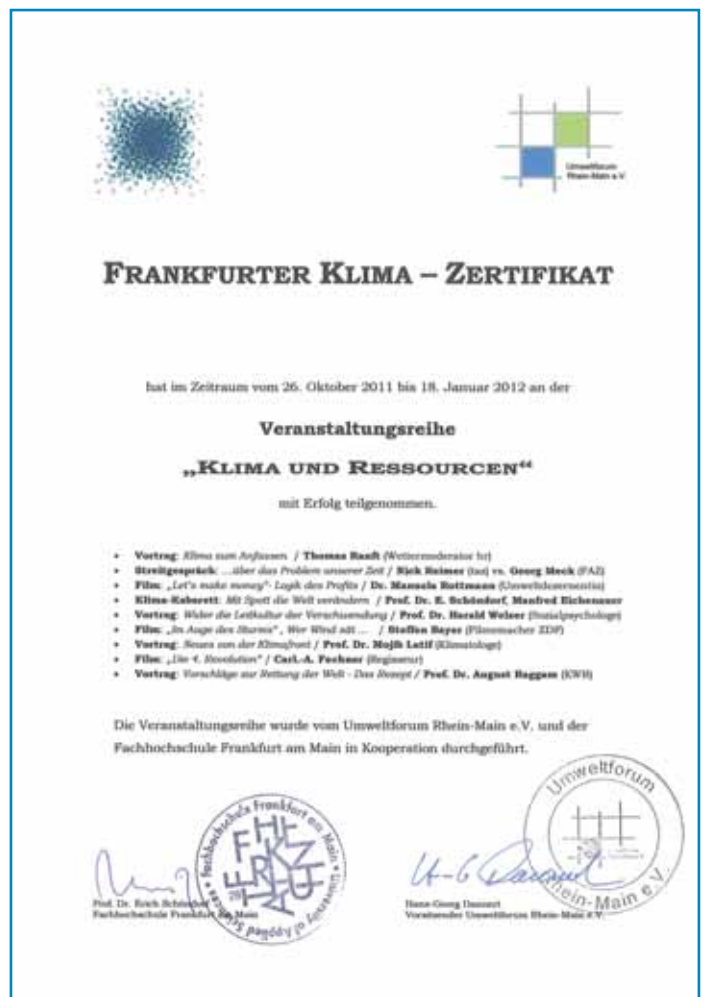 Umweltforum
Rhein-Main e.V.
FRANKFURTER KLIMA – ZERTIFIKAT
hat im Zeitraum vom 26. Oktober 2011 bis 18. Januar 2012 an der
Veranstaltungsreihe
„KLIMA UND RESSOURCEN“
mit Erfolg teilgenommen.
• Vortrag: Klima zum Anfassen / Thomas Ranft (Wettermoderator hr)
• Streitgespräch: ...über das Problem unserer Zeit / Nick Reimer (taz) vs. Georg Meck (FAZ)
• Film: „Let's make money“- Logik des Profits / Dr. Manuela Rottmann (Umweltdezernentin)
• Klima-Kabarett: Mit Spott die Welt verändern / Prof. Dr. E. Schöndorf, Manfred Eichenauer
• Vortrag: Wider die Leitkultur der Verschwendung / Prof. Dr. Harald Welzer (Sozialpsychologe)
• Film: „Im Auge des Sturms“, Wer Wind sät ... / Steffen Bayer (Filmemacher ZDF)
• Vortrag: Neues von der Klimafront / Prof. Dr. Mojib Latif (Klimatologe)
• Film: „Die 4. Revolution“ / Carl.-A. Fechner (Regisseur)
• Vortrag: Vorschläge zur Rettung der Welt - Das Rezept / Prof. Dr. August Raggam (KWB)
Die Veranstaltungsreihe wurde vom Umweltforum Rhein-Main e.V. und der
Fachhochschule Frankfurt am Main in Kooperation durchgeführt.
Fachhochschule Frankfurt am Main • University of Applied Sciences
Umweltforum
Rhein-Main e.V.
Prof. Dr. Erich Schöndorf
Fachhochschule Frankfurt am Main
Hans-Georg Dannert
Vorsitzender Umweltforum Rhein-Main e.V.